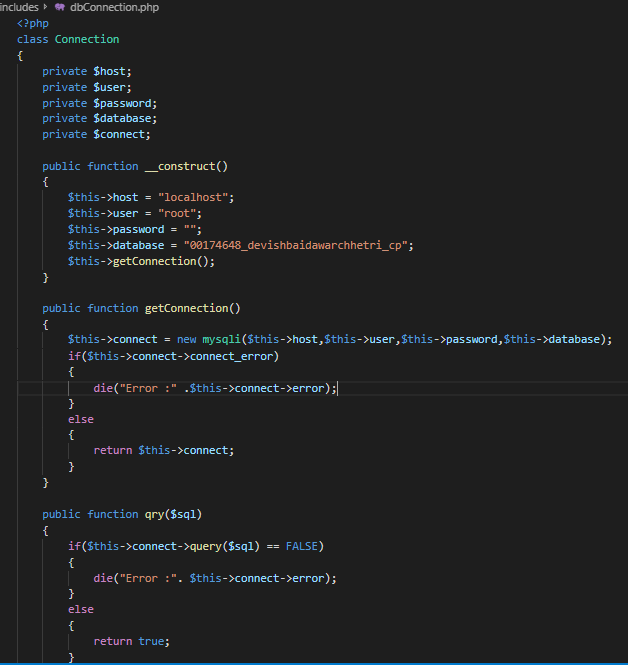 includes > dbConnection.php
<?php
class Connection
{
private $host;
private $user;
private $password;
private $database;
private $connect;
public function __construct()
{
$this->host = "localhost";
$this->user = "root";
$this->password = "";
$this->database = "00174648_devishbaidawarchhetri_cp";
$this->getConnection();
}
public function getConnection()
{
$this->connect = new mysqli($this->host,$this->user,$this->password,$this->database);
if($this->connect->connect_error)
{
die("Error :" .$this->connect->error);
}
else
{
return $this->connect;
}
}
public function qry($sql)
{
if($this->connect->query($sql) == FALSE)
{
die("Error :". $this->connect->error);
}
else
{
return true;
}